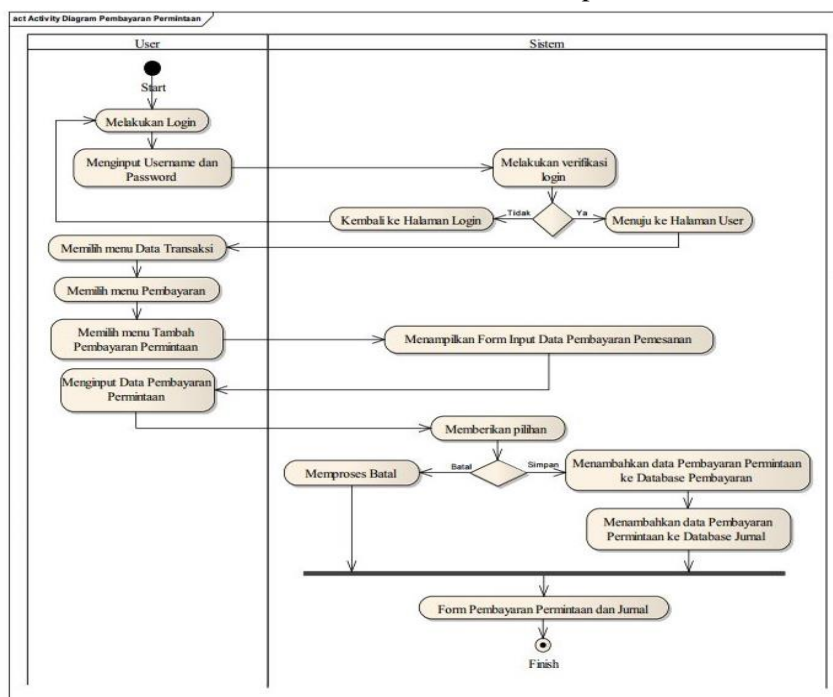 act Activity Diagram Pembayaran Permintaan
User
Sistem
Start
Melakukan Login
Menginput Username dan
Password
Melakukan verifikasi
login
Kembali ke Halaman Login
Tidak
Ya
Menuju ke Halaman User
Memilih menu Data Transaksi
Memilih menu Pembayaran
Memilih menu Tambah
Pembayaran Permintaan
Menampilkan Form Input Data Pembayaran Pemesanan
Menginput Data Pembayaran
Permintaan
Memberikan pilihan
Memproses Batal
Batal
Simpan
Menambahkan data Pembayaran Permintaan
ke Database Pembayaran
Menambahkan data Pembayaran
Permintaan ke Database Jurnal
Form Pembayaran Permintaan dan Jurnal
Finish